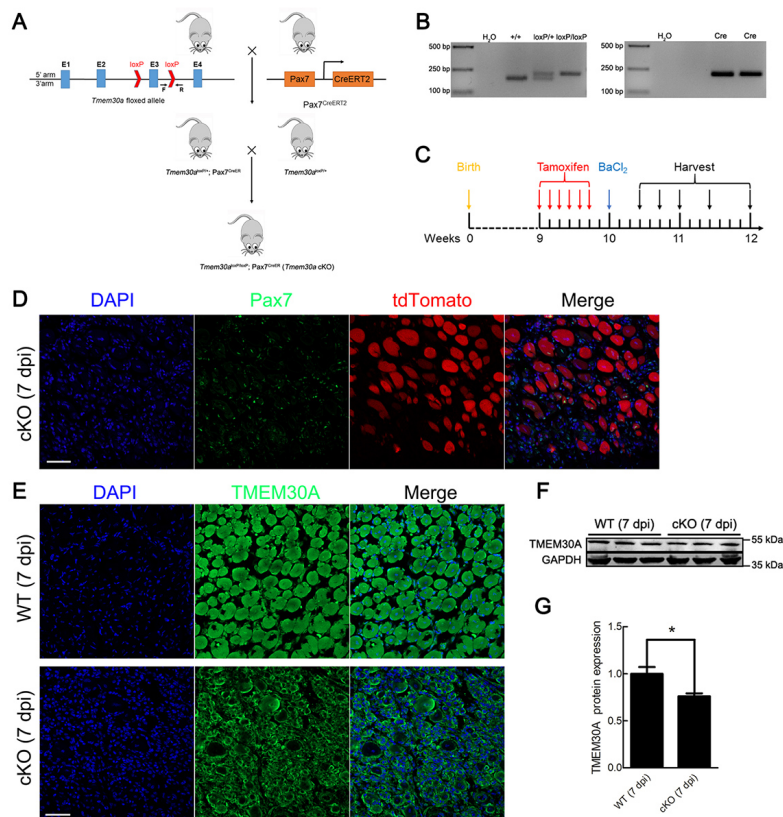 A
E1 E2 loxP E3 loxP E4
5' arm
3'arm
F R
Tmem30a floxed allele
Pax7 CreERT2
Pax7CreERT2
Tmem30aloxP/+; Pax7CreER
Tmem30aloxP/+
Tmem30aloxP/loxP; Pax7CreER (Tmem30a cKO)
B
H2O +/+ loxP/+ loxP/loxP
500 bp
250 bp
100 bp
H2O Cre Cre
500 bp
250 bp
100 bp
C
Birth Tamoxifen BaCl2 Harvest
Weeks 0 9 10 11 12
D
DAPI Pax7 tdTomato Merge
cKO (7 dpi)
E
DAPI TMEM30A Merge
WT (7 dpi)
cKO (7 dpi)
F
WT (7 dpi) cKO (7 dpi)
TMEM30A
GAPDH
55 kDa
35 kDa
G
TMEM30A protein expression
1.5
1.0
0.5
0.0
*
WT (7 dpi)
cKO (7 dpi)